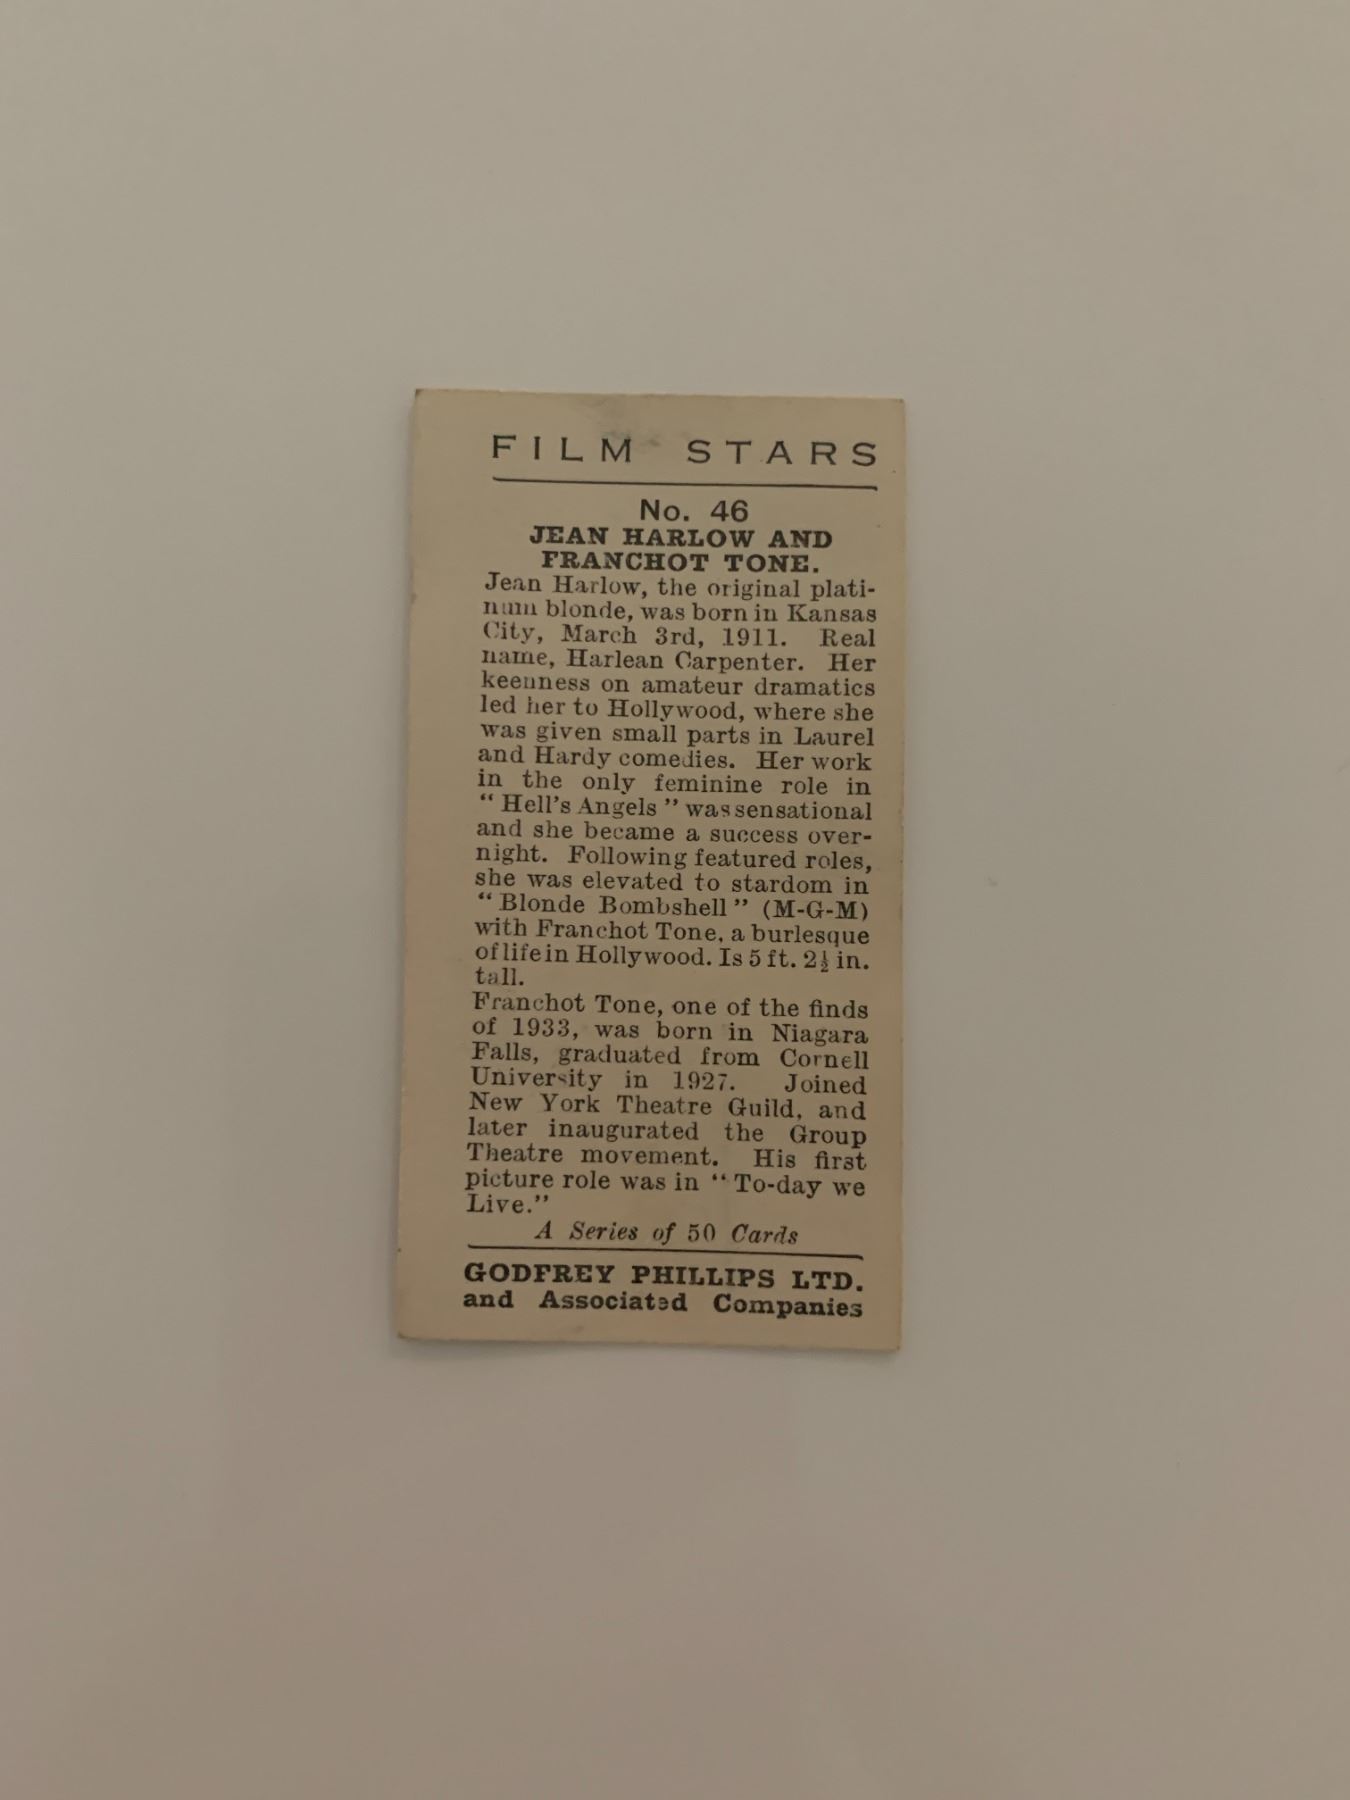 FILM STARS
No. 46
JEAN HARLOW AND
FRANCHOT TONE.
Jean Harlow, the original plati-
num blonde, was born in Kansas
City, March 3rd, 1911. Real
name, Harlean Carpenter. Her
keenness on amateur dramatics
led her to Hollywood, where she
was given small parts in Laurel
and Hardy comedies. Her work
in the only feminine role in
“ Hell's Angels ” was sensational
and she became a success over-
night. Following featured roles,
she was elevated to stardom in
“ Blonde Bombshell ” (M-G-M)
with Franchot Tone, a burlesque
of life in Hollywood. Is 5 ft. 2½ in.
tall.
Franchot Tone, one of the finds
of 1933, was born in Niagara
Falls, graduated from Cornell
University in 1927. Joined
New York Theatre Guild, and
later inaugurated the Group
Theatre movement. His first
picture role was in “ To-day we
Live.”
A Series of 50 Cards
GODFREY PHILLIPS LTD.
and Associated Companies